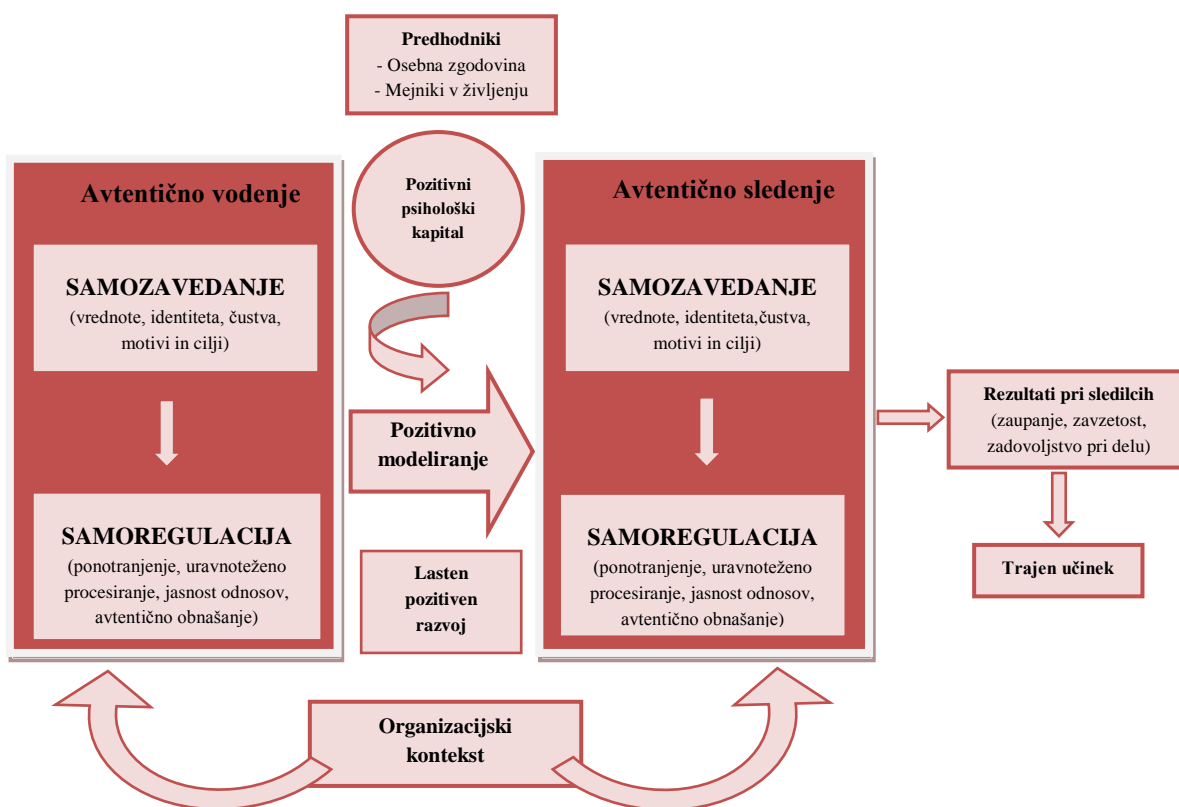 Predhodniki
- Osebna zgodovina
- Mejniki v življenju
Avtentično vodenje
SAMOZAVEDANJE
(vrednote, identiteta, čustva,
motivi in cilji)
SAMOREGULACIJA
(ponotranjenje, uravnoteženo
procesiranje, jasnost odnosov,
avtentično obnašanje)
Pozitivni
psihološki
kapital
Pozitivno
modeliranje
Lasten
pozitiven
razvoj
Avtentično sledenje
SAMOZAVEDANJE
(vrednote, identiteta,čustva,
motivi in cilji)
SAMOREGULACIJA
(ponotranjenje, uravnoteženo
procesiranje, jasnost odnosov,
avtentično obnašanje)
Rezultati pri sledilcih
(zaupanje, zavzetost,
zadovoljstvo pri delu)
Trajen učinek
Organizacijski
kontekst